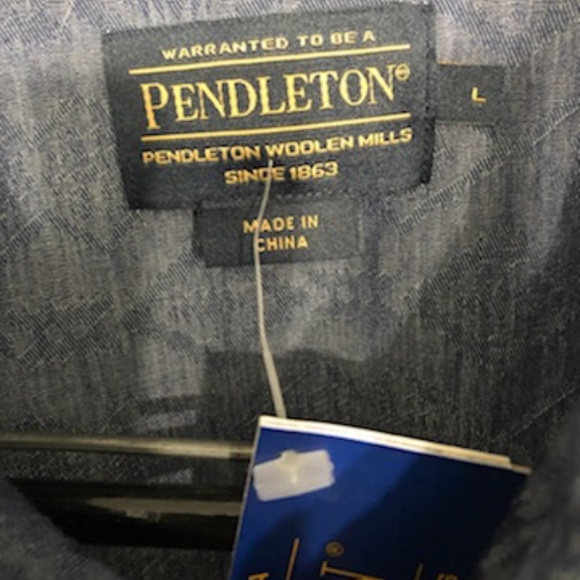 WARRANTED TO BE A
PENDLETON®
L
PENDLETON WOOLEN MILLS
SINCE 1863
MADE IN
CHINA